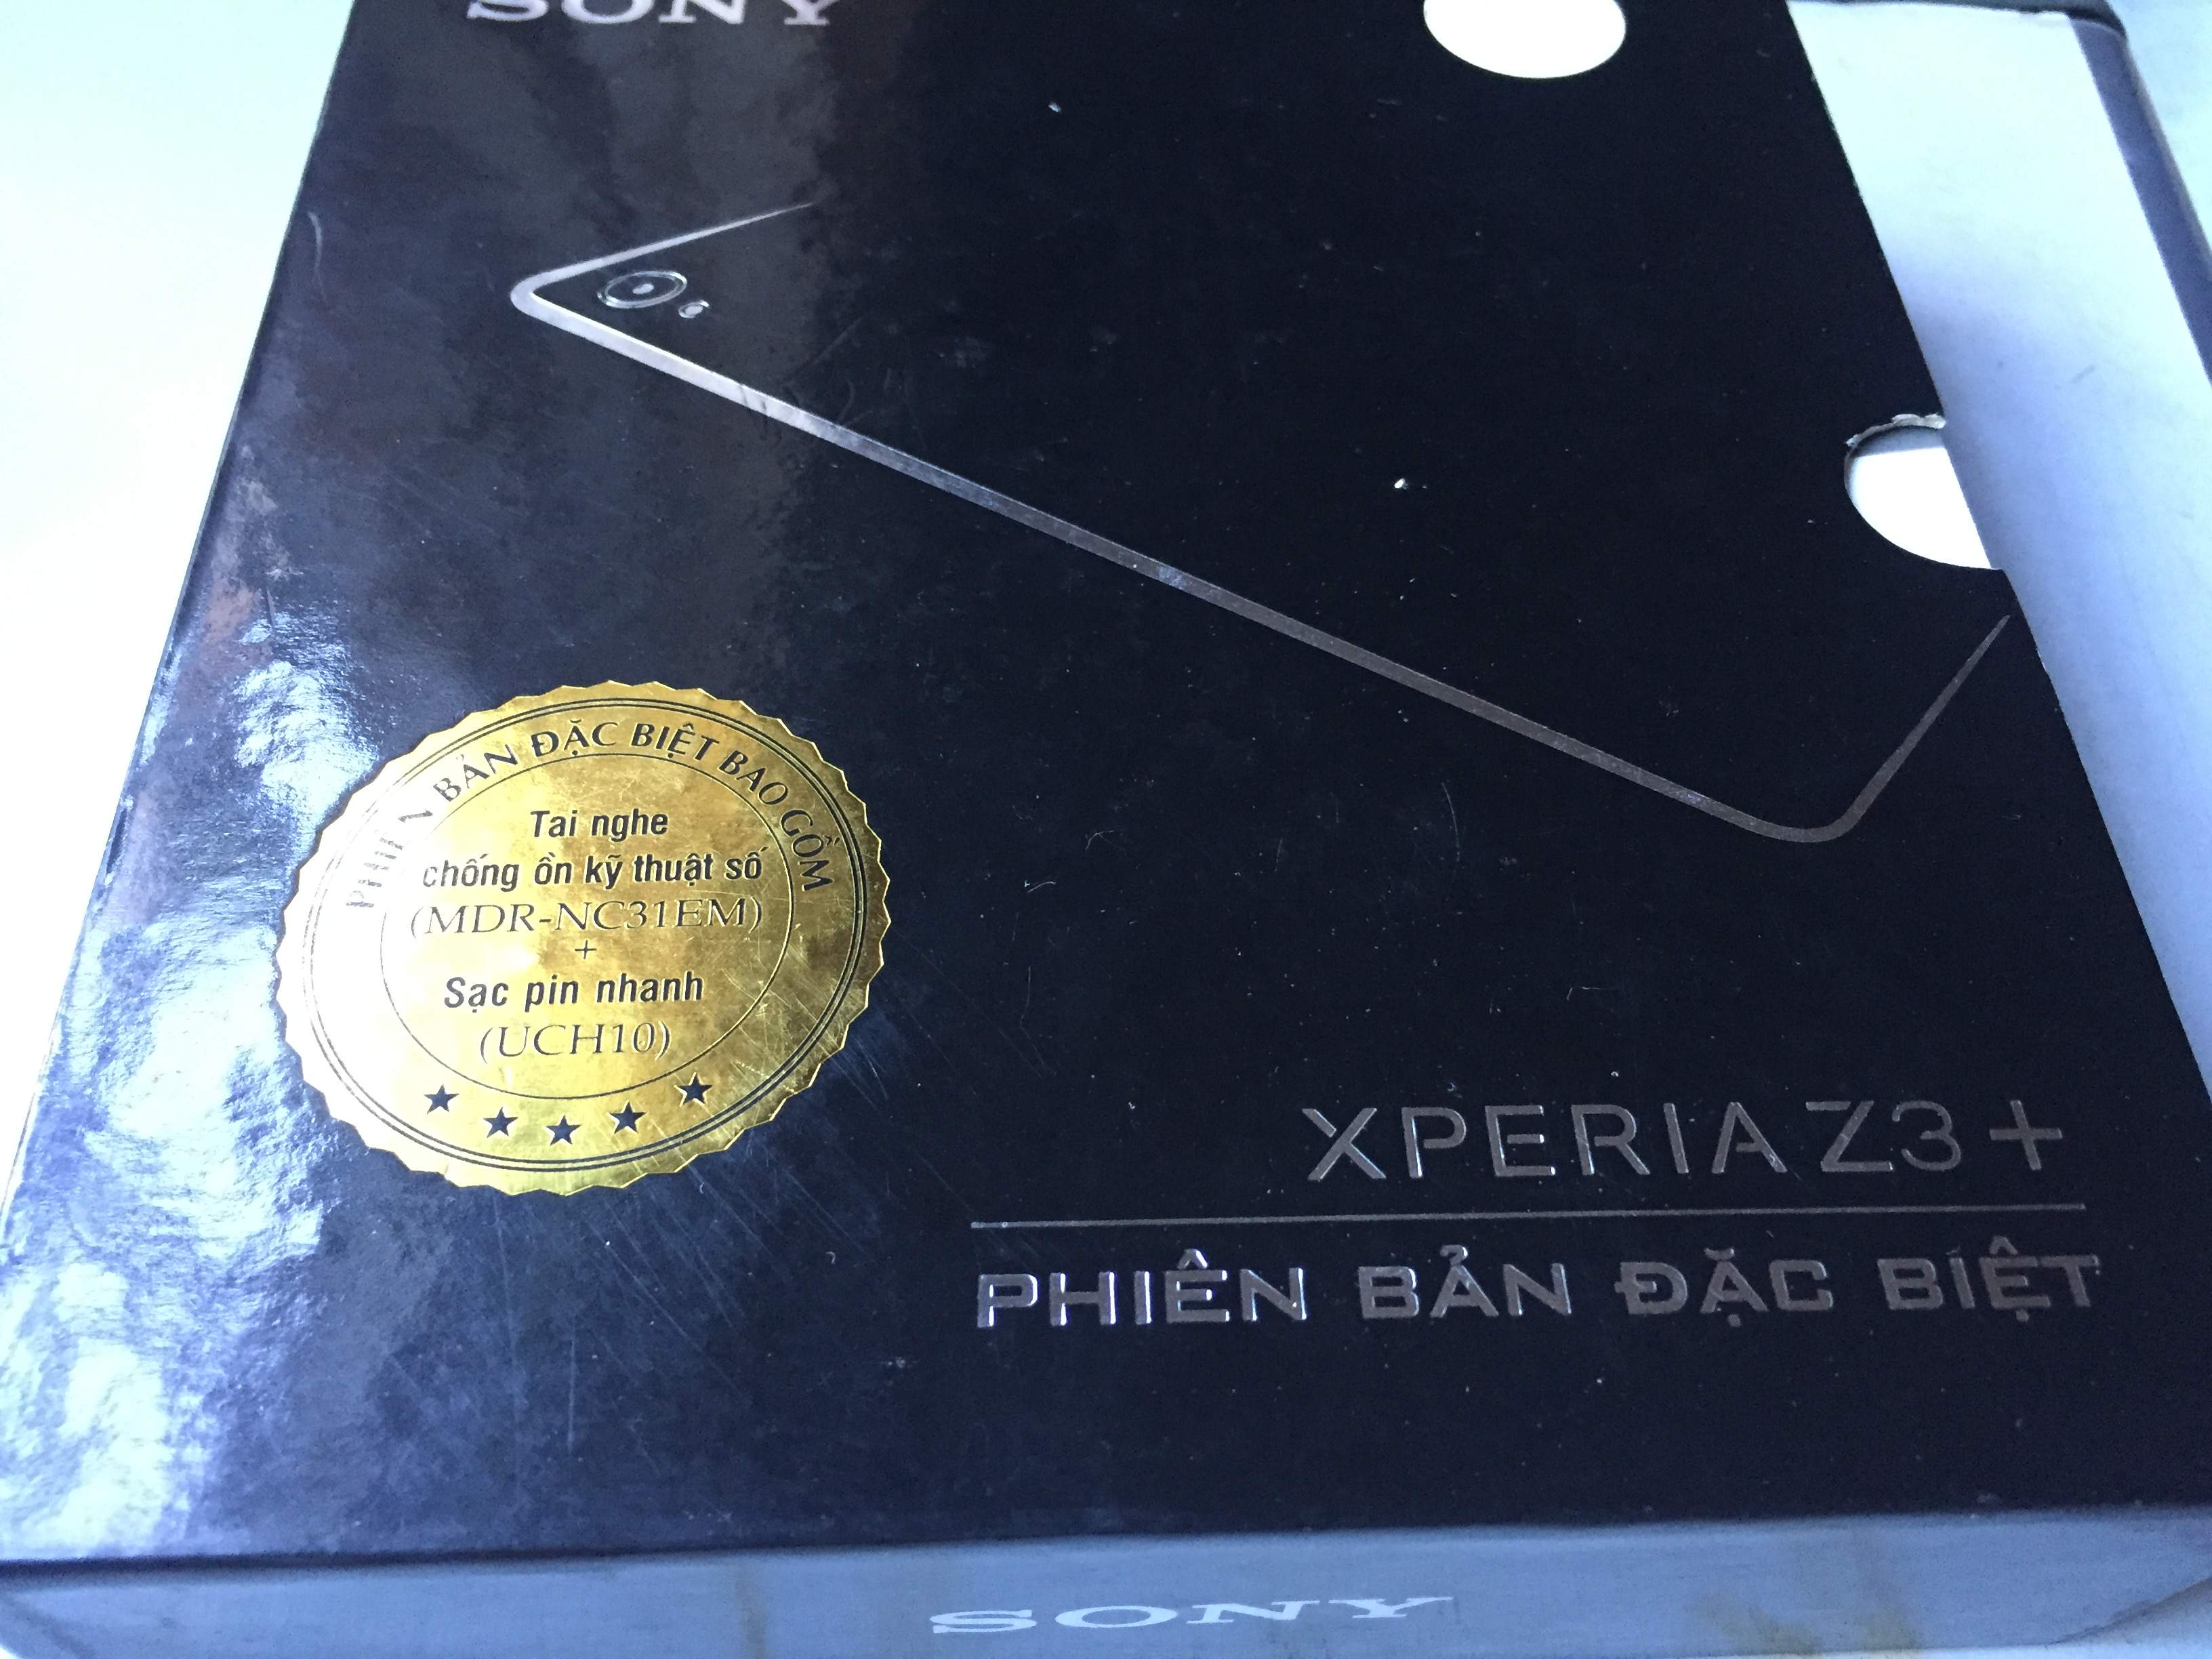 SONY
PHIÊN BẢN ĐẶC BIỆT BAO GỒM
Tai nghe
chống ồn kỹ thuật số
(MDR-NC31EM)
+
Sạc pin nhanh
(UCH10)
XPERIA Z3+
PHIÊN BẢN ĐẶC BIỆT
SONY